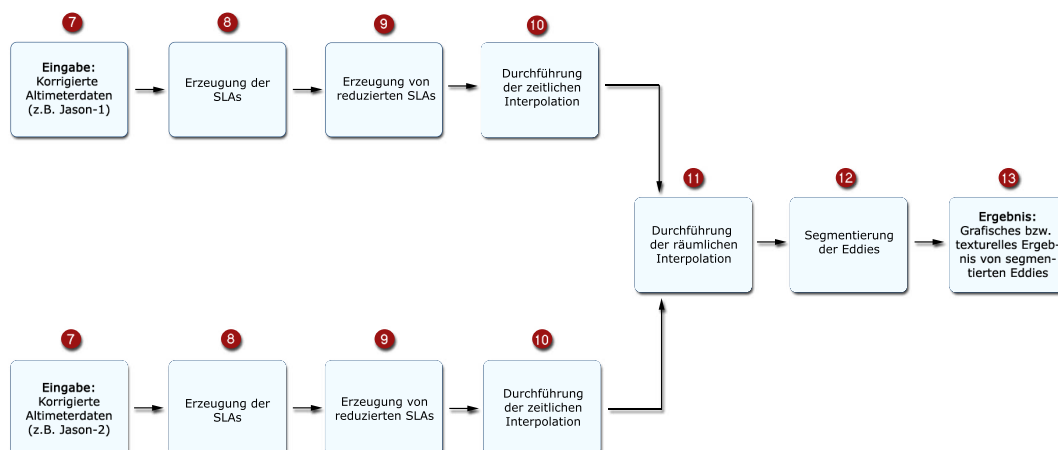 7
8
9
10
Eingabe:
Korrigierte
Altimeterdaten
(z.B. Jason-1)
Erzeugung der
SLAs
Erzeugung von
reduzierten SLAs
Durchführung
der zeitlichen
Interpolation
11
12
13
Durchführung
der räumlichen
Interpolation
Segmentierung
der Eddies
Ergebnis:
Grafisches bzw.
texturelles Ergeb-
nis von segmen-
tierten Eddies
7
8
9
10
Eingabe:
Korrigierte
Altimeterdaten
(z.B. Jason-2)
Erzeugung der
SLAs
Erzeugung von
reduzierten SLAs
Durchführung
der zeitlichen
Interpolation